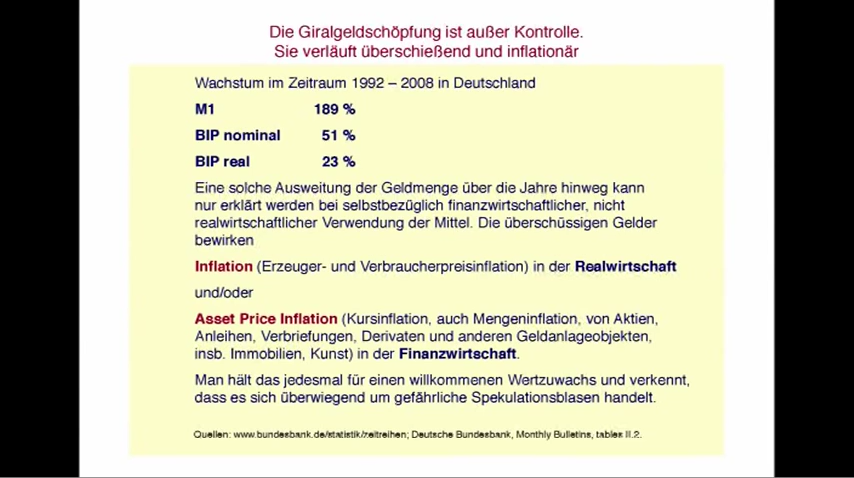 Die Giralgeldschöpfung ist außer Kontrolle.
Sie verläuft überschießend und inflationär
Wachstum im Zeitraum 1992 – 2008 in Deutschland
M1 189 %
BIP nominal 51 %
BIP real 23 %
Eine solche Ausweitung der Geldmenge über die Jahre hinweg kann
nur erklärt werden bei selbstbezüglich finanzwirtschaftlicher, nicht
realwirtschaftlicher Verwendung der Mittel. Die überschüssigen Gelder
bewirken
Inflation (Erzeuger- und Verbraucherpreisinflation) in der Realwirtschaft
und/oder
Asset Price Inflation (Kursinflation, auch Mengeninflation, von Aktien,
Anleihen, Verbriefungen, Derivaten und anderen Geldanlageobjekten,
insb. Immobilien, Kunst) in der Finanzwirtschaft.
Man hält das jedesmal für einen willkommenen Wertzuwachs und verkennt,
dass es sich überwiegend um gefährliche Spekulationsblasen handelt.
Quellen: www.bundesbank.de/statistik/zeitreihen; Deutsche Bundesbank, Monthly Bulletins, tables II.2.